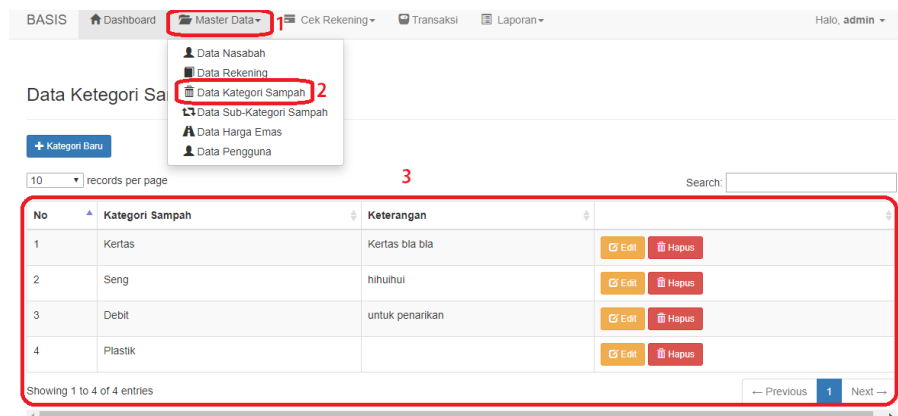 BASIS Dashboard Master Data 1 Cek Rekening Transaksi Laporan Halo, admin
Data Nasabah
Data Rekening
Data Kategori Sampah 2
Data Sub-Kategori Sampah
Data Harga Emas
Data Pengguna
Data Ketegori Sa
+ Kategori Baru
10 records per page
3
Search:
No Kategori Sampah Keterangan
1 Kertas Kertas bla bla Edit Hapus
2 Seng hihuihui Edit Hapus
3 Debit untuk penarikan Edit Hapus
4 Plastik Edit Hapus
Showing 1 to 4 of 4 entries ← Previous 1 Next →